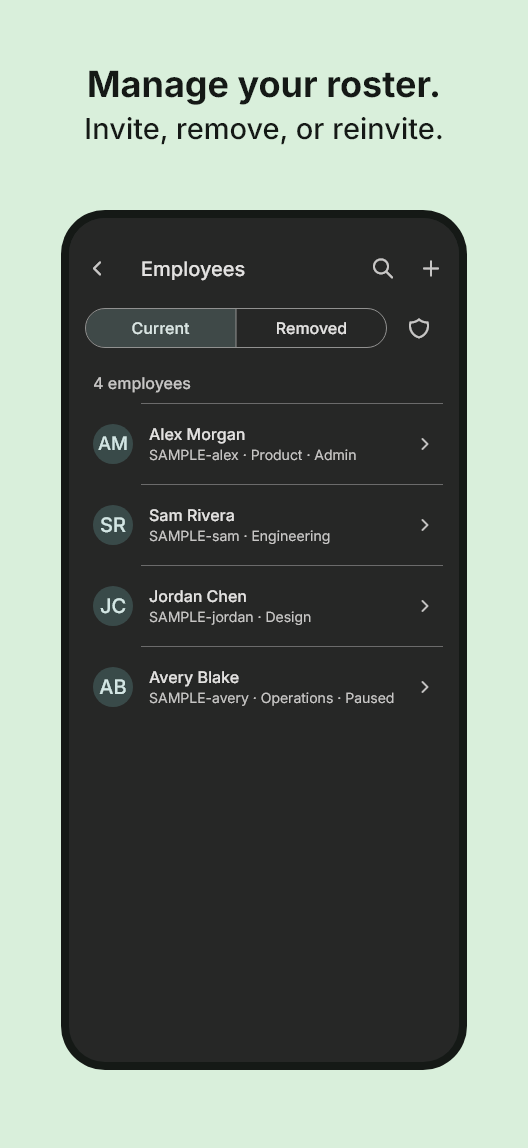 Manage your roster.
Invite, remove, or reinvite.
Employees
Current
Removed
4 employees
AM
Alex Morgan
SAMPLE-alex · Product · Admin
SR
Sam Rivera
SAMPLE-sam · Engineering
JC
Jordan Chen
SAMPLE-jordan · Design
AB
Avery Blake
SAMPLE-avery · Operations · Paused